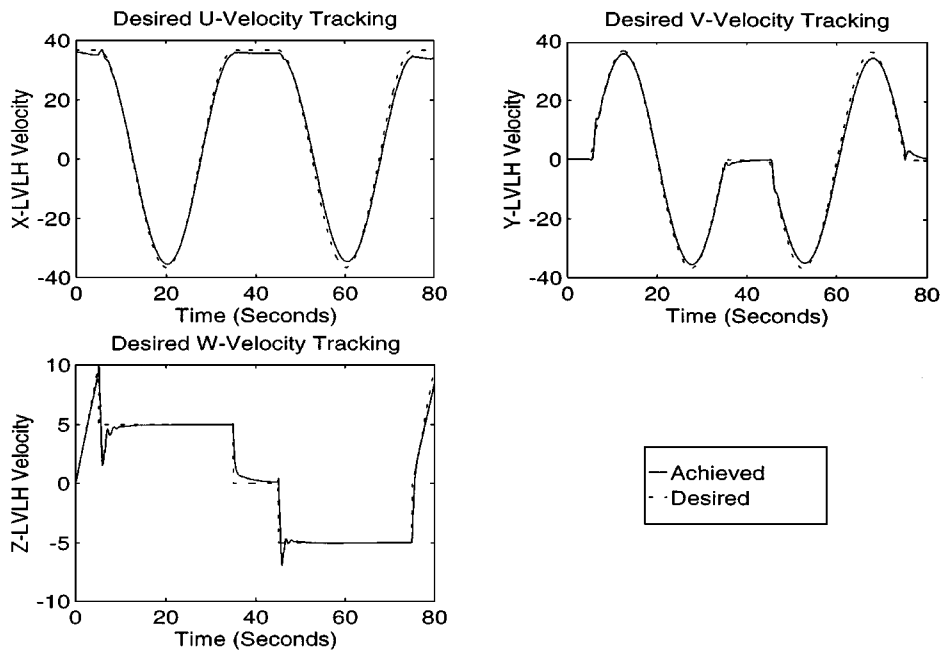 Desired U-Velocity Tracking
40
20
0
-20
-40
X-LVLH Velocity
0 20 40 60 80
Time (Seconds)
Desired V-Velocity Tracking
40
20
0
-20
-40
Y-LVLH Velocity
0 20 40 60 80
Time (Seconds)
Desired W-Velocity Tracking
10
5
0
-5
-10
Z-LVLH Velocity
0 20 40 60 80
Time (Seconds)
Achieved
Desired